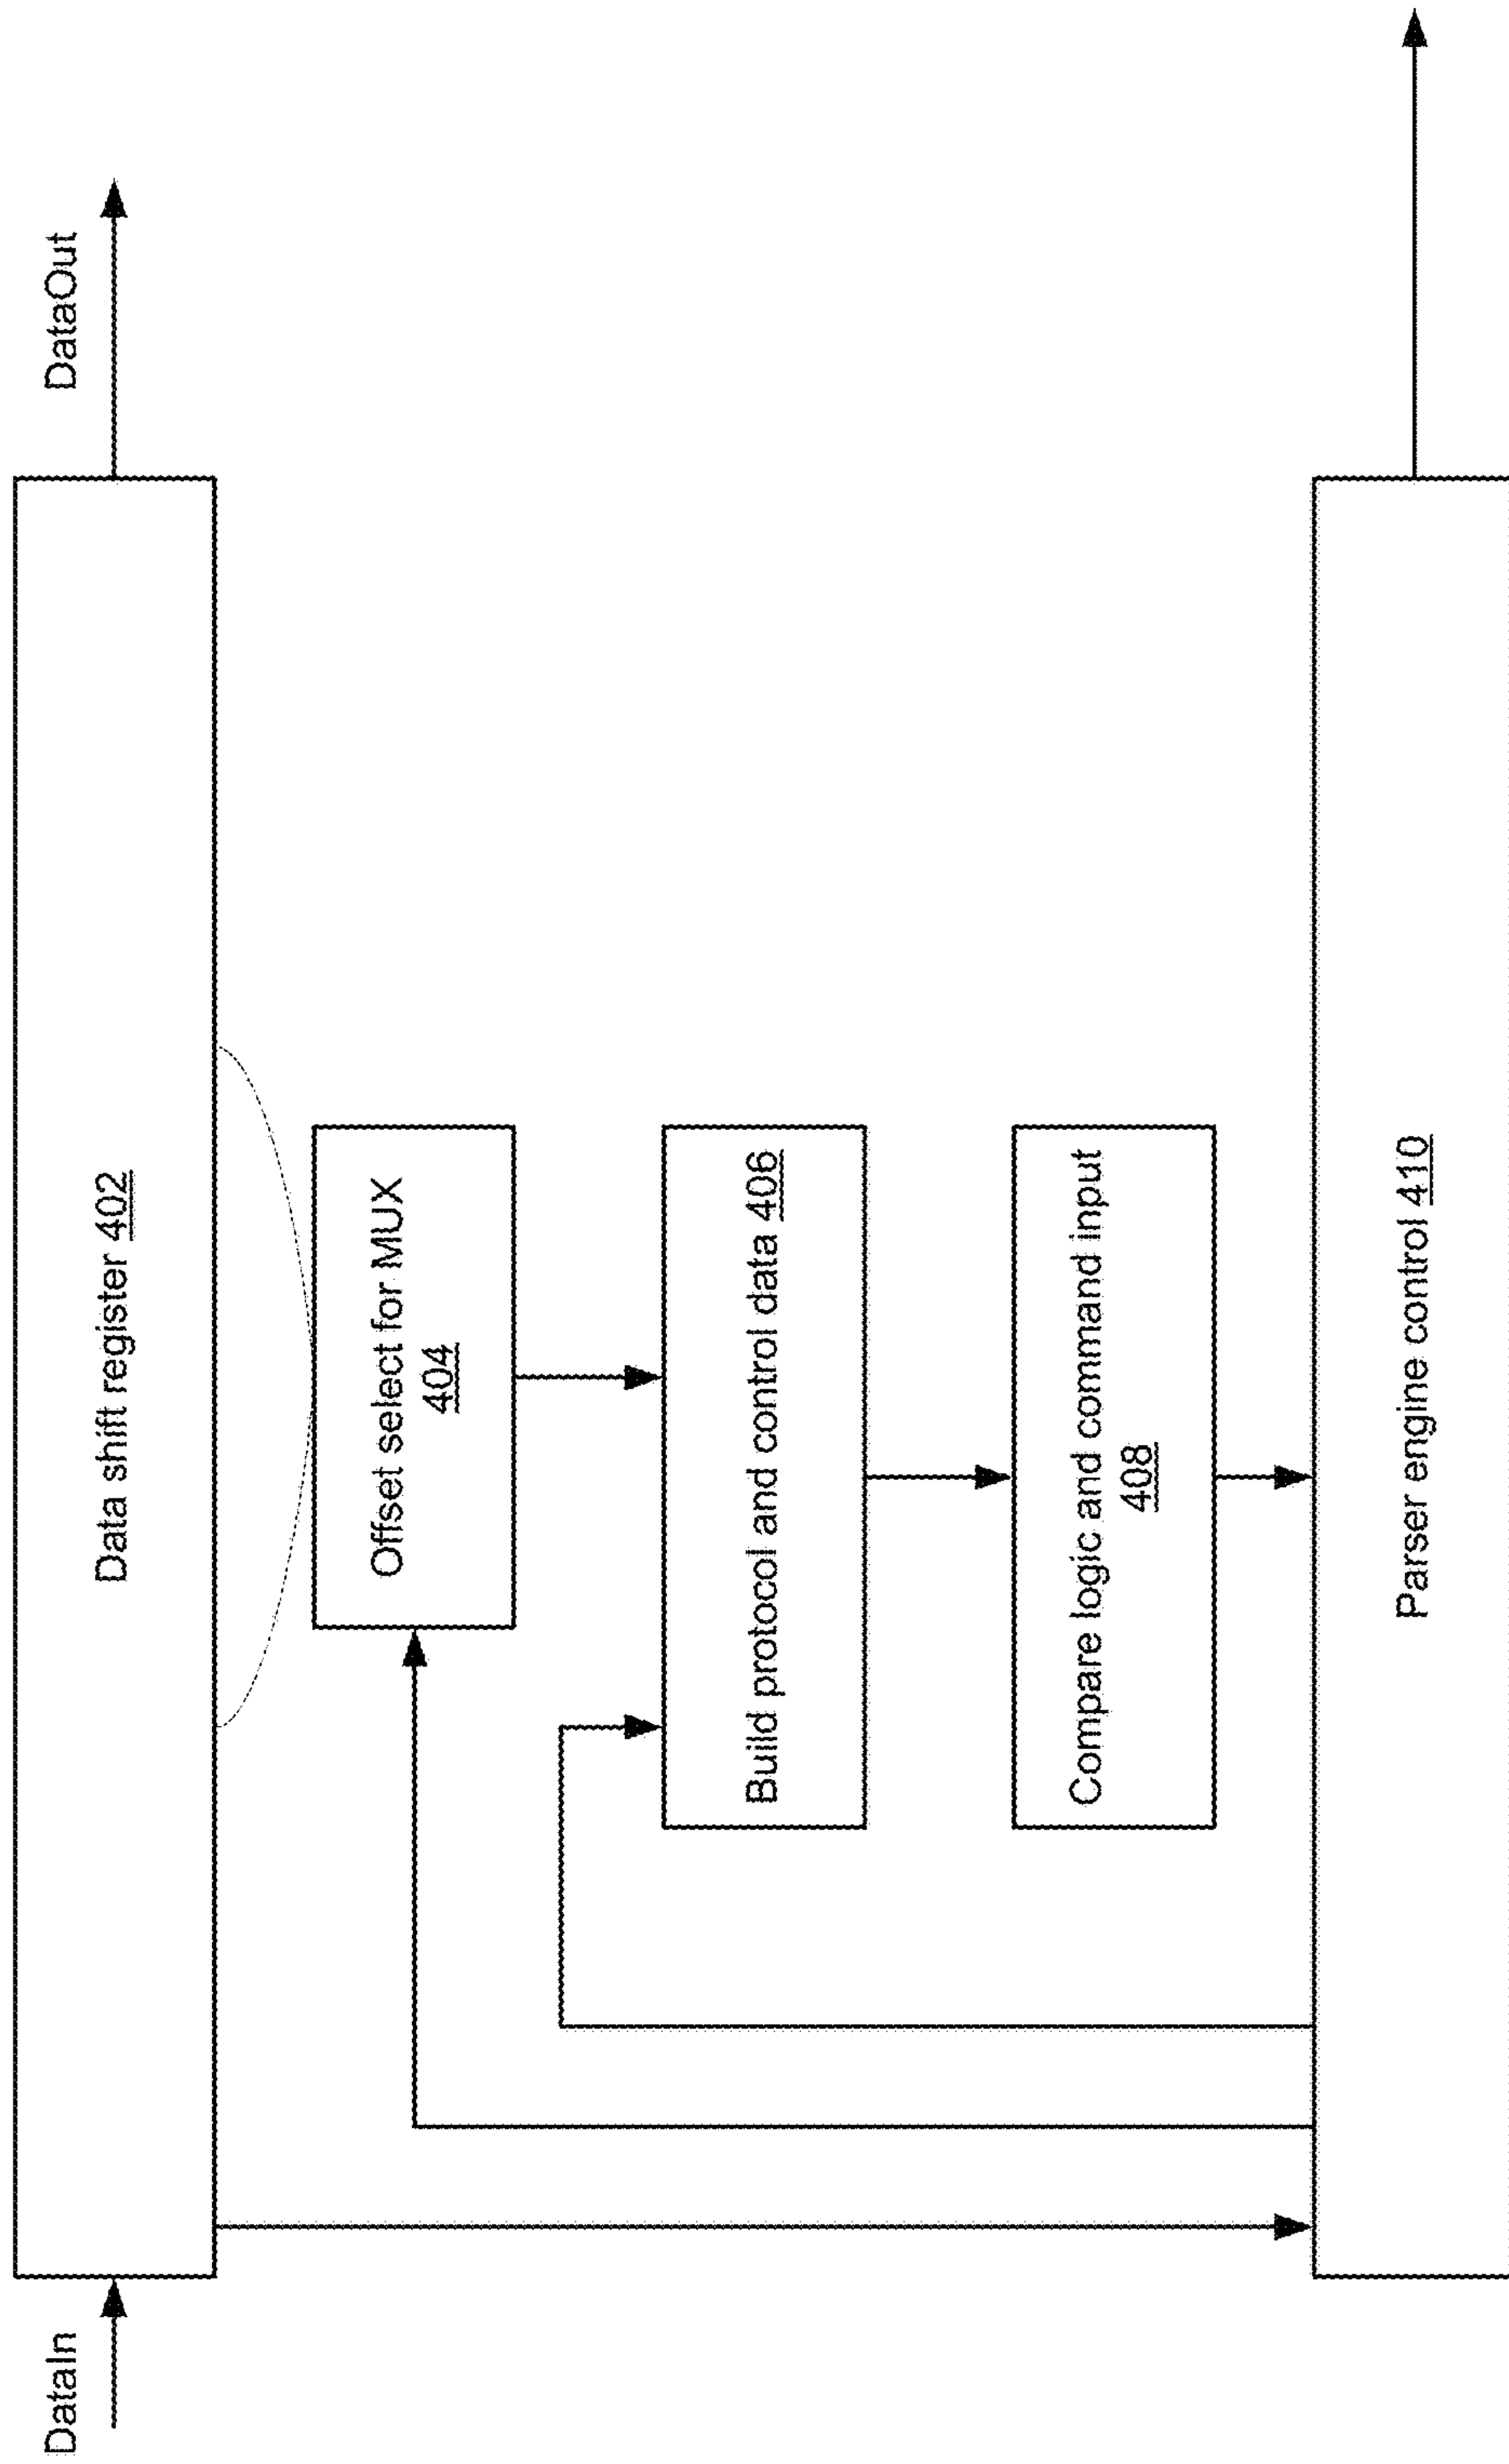 DataIn
Data shift register 402
DataOut
Offset select for MUX
404
Build protocol and control data 406
Compare logic and command input
408
Parser engine control 410